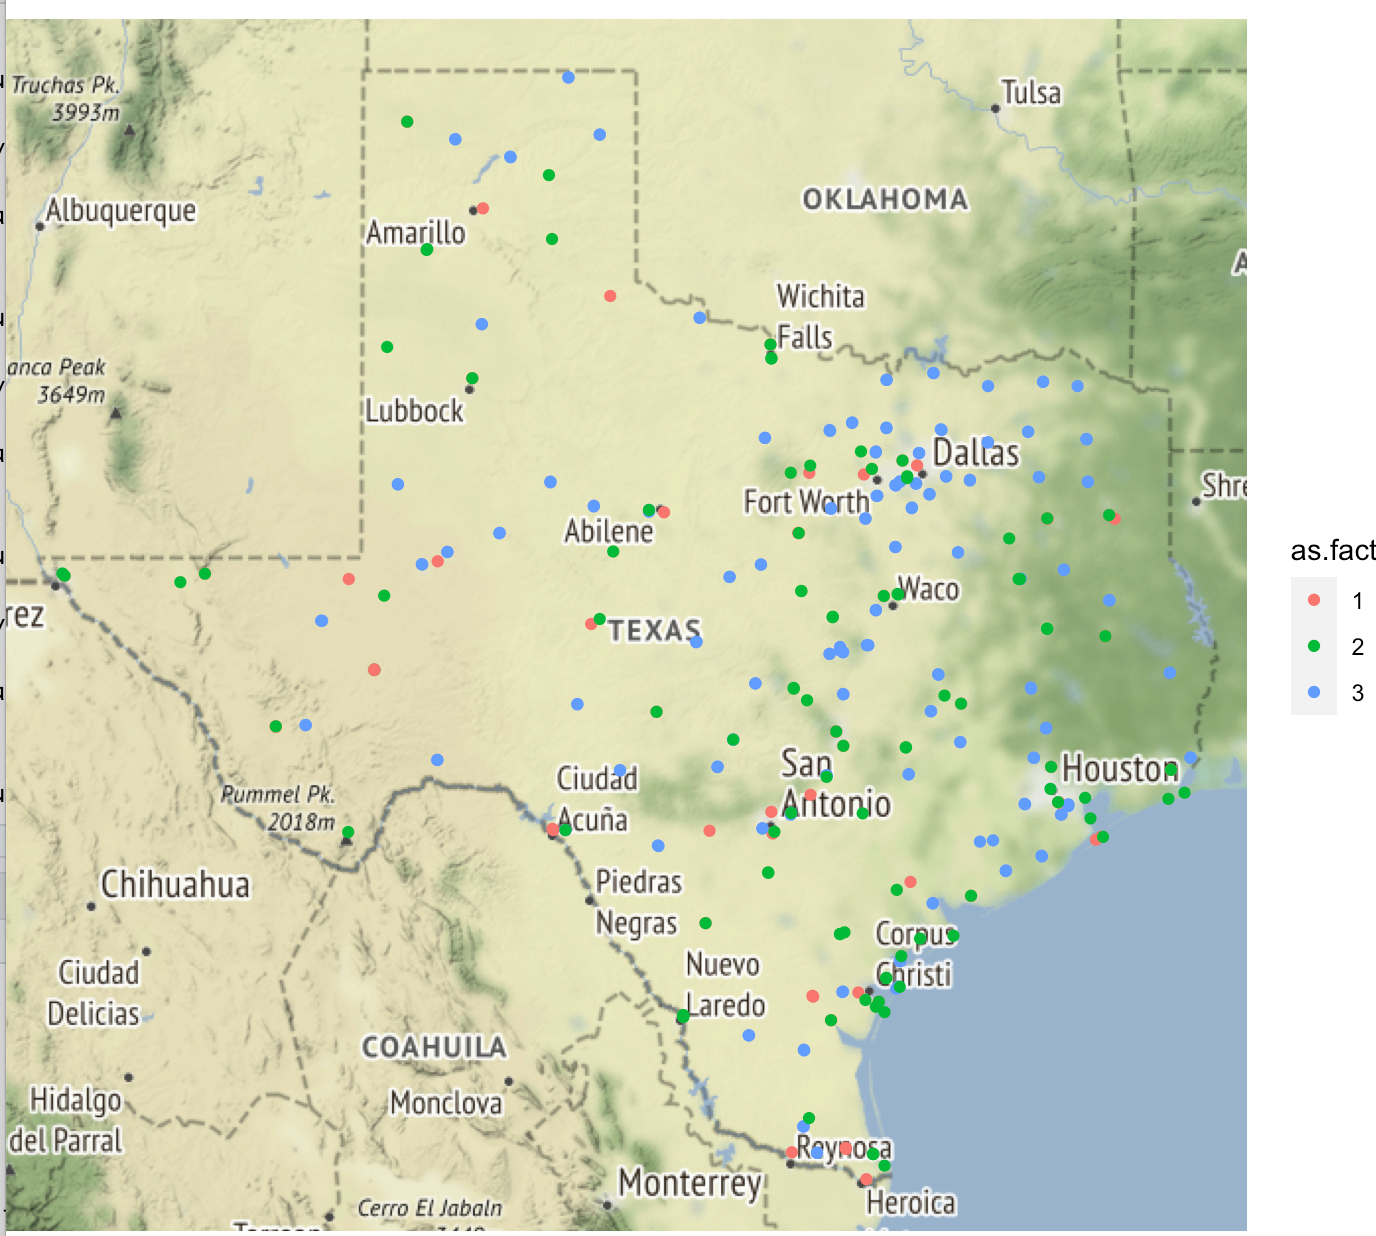 Truchas Pk.
3993m
Tulsa
Albuquerque
OKLAHOMA
Amarillo
Wichita
Falls
anca Peak
3649m
Lubbock
Dallas
Shre
Fort Worth
Abilene
as.fact
1
2
3
Waco
rez
TEXAS
San
Antonio
Houston
Ciudad
Acuña
Pummel Pk.
2018m
Chihuahua
Piedras
Negras
Corpus
Christi
Ciudad
Delicias
Nuevo
Laredo
COAHUILA
Hidalgo
del Parral
Monclova
Reynosa
Monterrey
Heroica
Cerro El Jabaln